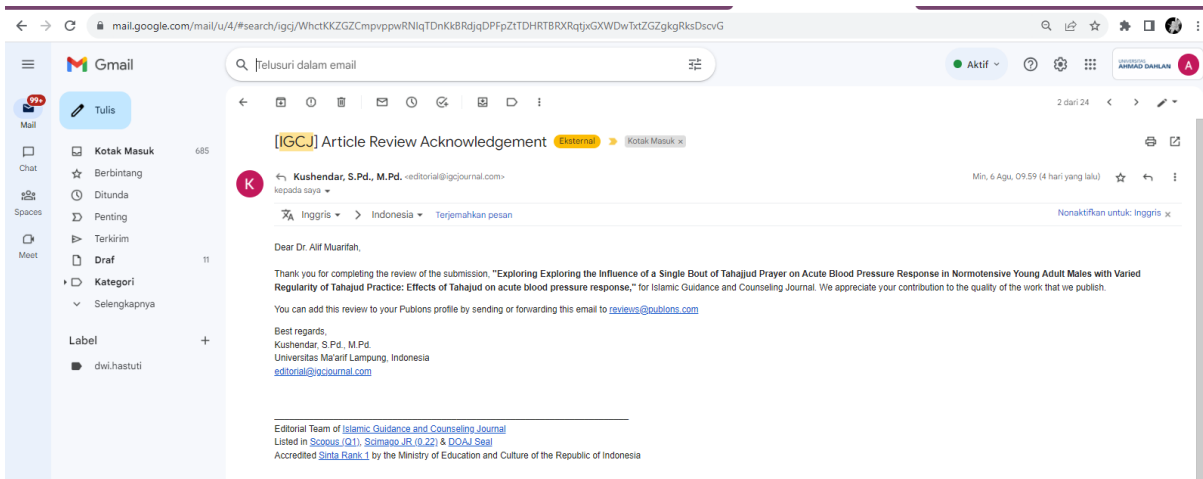 mail.google.com/mail/u/4/#search/igcj/WhctKKZGZCmpvppwRNIqTDnKkBRdjqDPFpZtTDHRTBRXRqtjxGXWDwTxtZGZgkgRksDscvG
Gmail
Telusuri dalam email
Aktif
UNIVERSITAS
AHMAD DAHLAN
A
99+
Mail
Chat
Spaces
Meet
Tulis
Kotak Masuk 685
Berbintang
Ditunda
Penting
Terkirim
Draf 11
Kategori
Selengkapnya
Label +
dwi.hastuti
2 dari 24
[IGCJ] Article Review Acknowledgement Eksternal Kotak Masuk ×
K
Kushendar, S.Pd., M.Pd. <editorial@igcjournal.com>
Min, 6 Agu, 09.59 (4 hari yang lalu)
kepada saya
Inggris > Indonesia Terjemahkan pesan
Nonaktifkan untuk: Inggris x
Dear Dr. Alif Muarifah,
Thank you for completing the review of the submission, "Exploring Exploring the Influence of a Single Bout of Tahajjud Prayer on Acute Blood Pressure Response in Normotensive Young Adult Males with Varied
Regularity of Tahajud Practice: Effects of Tahajud on acute blood pressure response," for Islamic Guidance and Counseling Journal. We appreciate your contribution to the quality of the work that we publish.
You can add this review to your Publons profile by sending or forwarding this email to reviews@publons.com
Best regards,
Kushendar, S.Pd., M.Pd.
Universitas Ma'arif Lampung, Indonesia
editorial@igcjournal.com
Editorial Team of Islamic Guidance and Counseling Journal
Listed in Scopus (Q1), Scimago JR (0.22) & DOAJ Seal
Accredited Sinta Rank 1 by the Ministry of Education and Culture of the Republic of Indonesia